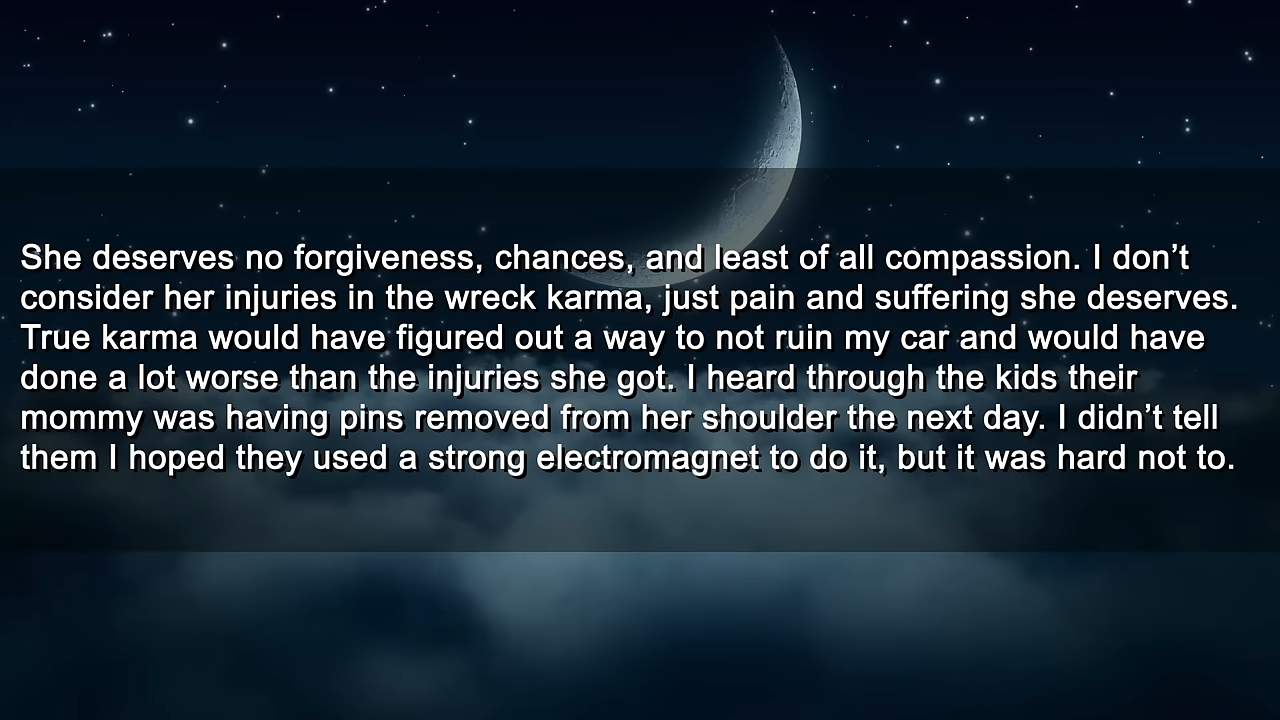 She deserves no forgiveness, chances, and least of all compassion. I don’t
consider her injuries in the wreck karma, just pain and suffering she deserves.
True karma would have figured out a way to not ruin my car and would have
done a lot worse than the injuries she got. I heard through the kids their
mommy was having pins removed from her shoulder the next day. I didn’t tell
them I hoped they used a strong electromagnet to do it, but it was hard not to.